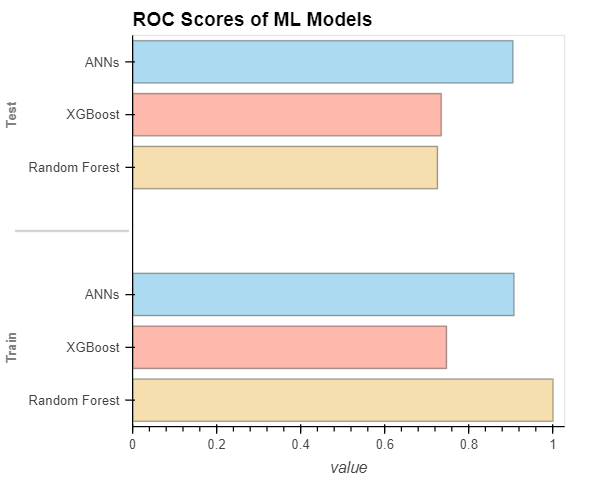 ROC Scores of ML Models
Test
ANNs
XGBoost
Random Forest
Train
ANNs
XGBoost
Random Forest
0 0.2 0.4 0.6 0.8 1
value